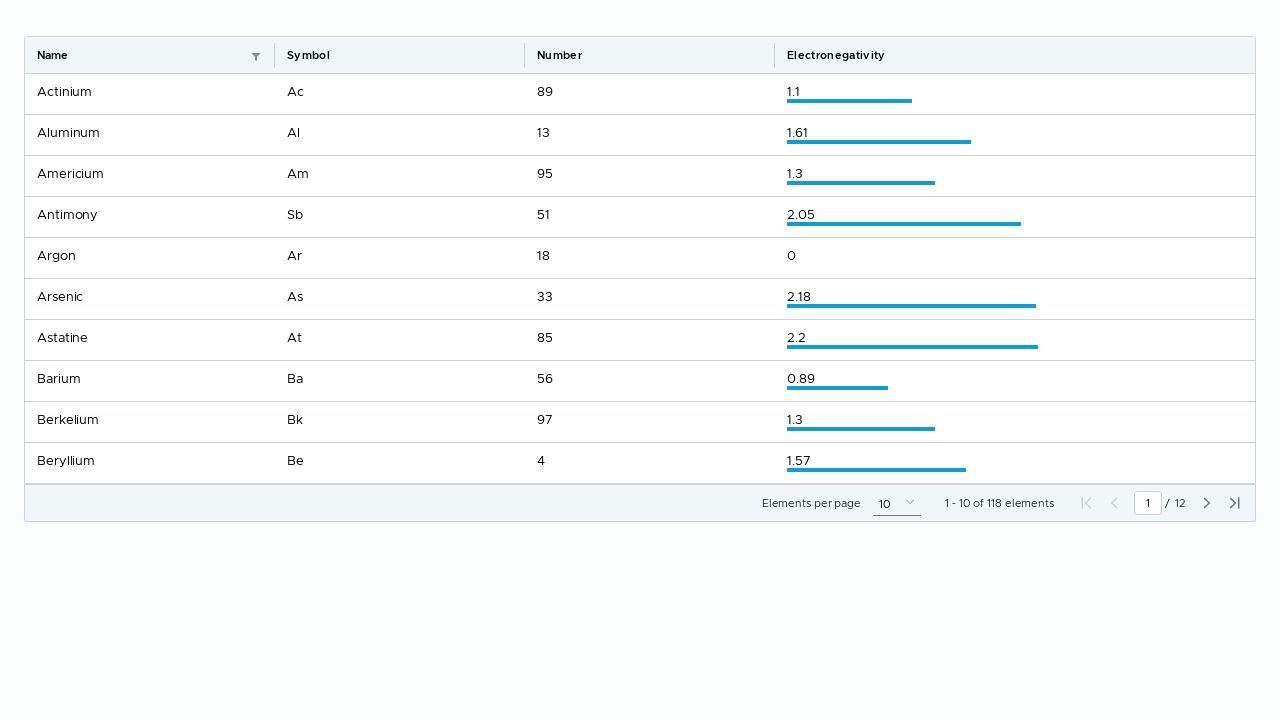 Name Symbol Number Electronegativity
Actinium Ac 89 1.1
Aluminum Al 13 1.61
Americium Am 95 1.3
Antimony Sb 51 2.05
Argon Ar 18 0
Arsenic As 33 2.18
Astatine At 85 2.2
Barium Ba 56 0.89
Berkelium Bk 97 1.3
Beryllium Be 4 1.57
Elements per page 10 1 - 10 of 118 elements 1 / 12